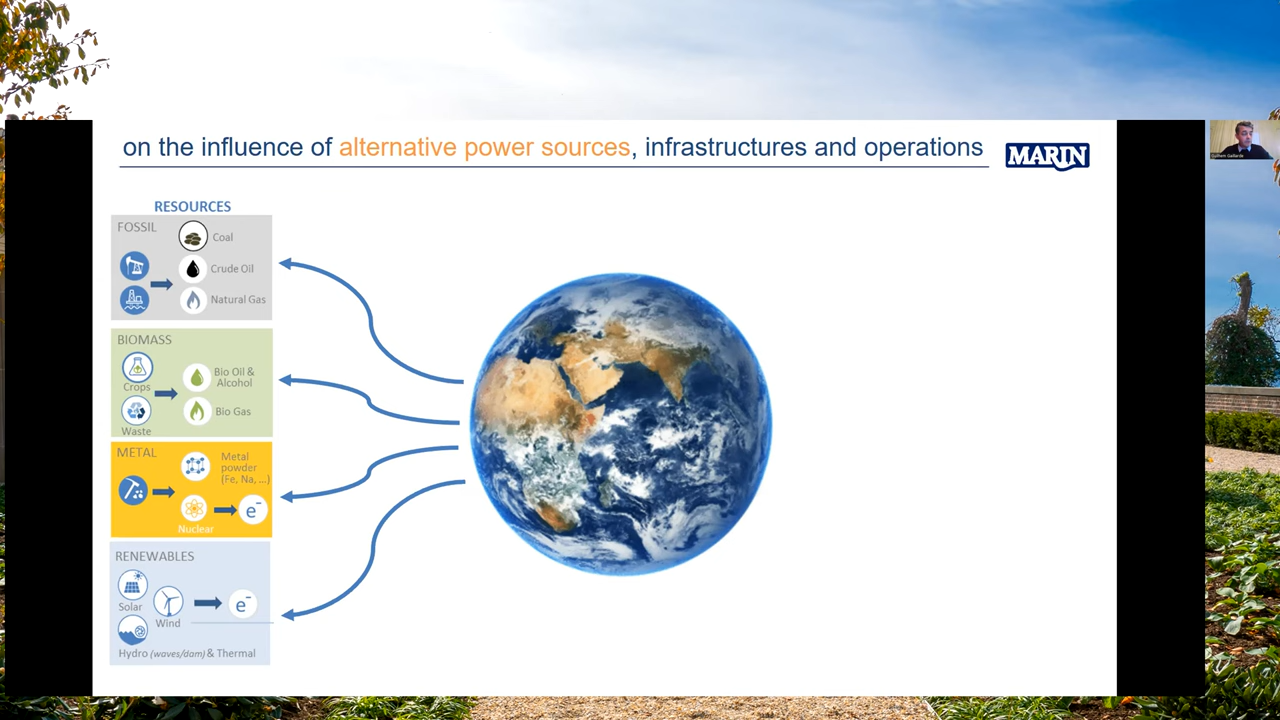 on the influence of alternative power sources, infrastructures and operations
MARIN
RESOURCES
FOSSIL
Coal
Crude Oil
Natural Gas
BIOMASS
Crops
Bio Oil &
Alcohol
Waste
Bio Gas
METAL
Metal
powder
(Fe, Na, ...)
Nuclear
e-
RENEWABLES
Solar
Wind
e-
Hydro (waves/dam) & Thermal